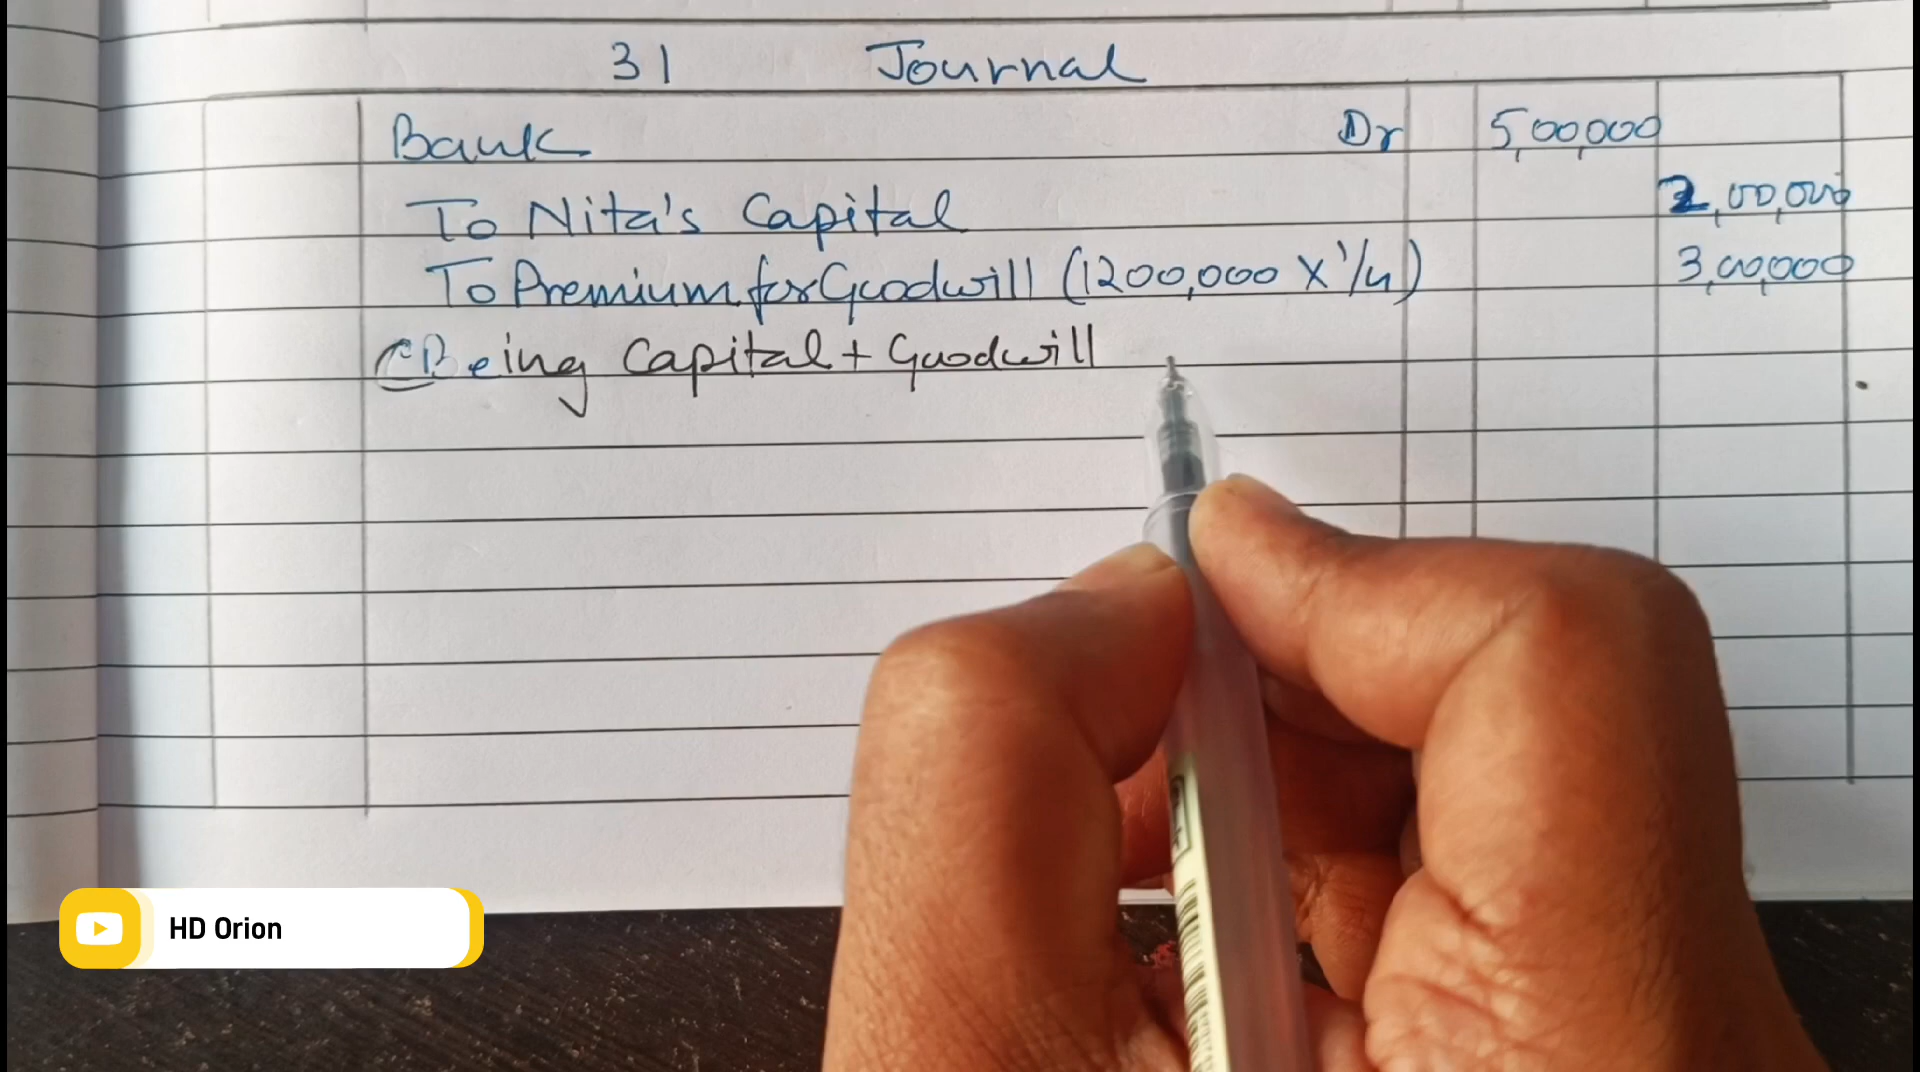 31 Journal
Bank Dr 5,00,000
To Nita's Capital 2,00,000
To Premium for Goodwill (1200,000 X 1/4) 3,00,000
(Being Capital + Goodwill
HD Orion